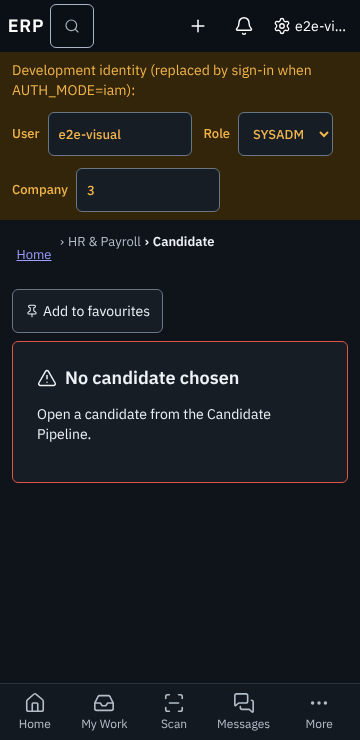 ERP
e2e-vi...
Development identity (replaced by sign-in when
AUTH_MODE=iam):
User e2e-visual Role SYSADM
Company 3
› HR & Payroll › Candidate
Home
Add to favourites
No candidate chosen
Open a candidate from the Candidate
Pipeline.
Home My Work Scan Messages More